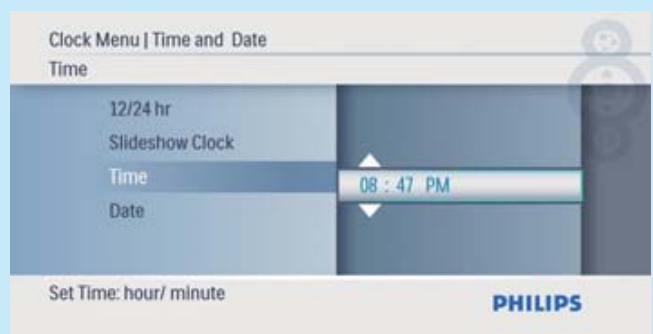 Clock Menu | Time and Date
Time
12/24 hr
Slideshow Clock
Time
08 : 47 PM
Date
Set Time: hour/ minute
PHILIPS